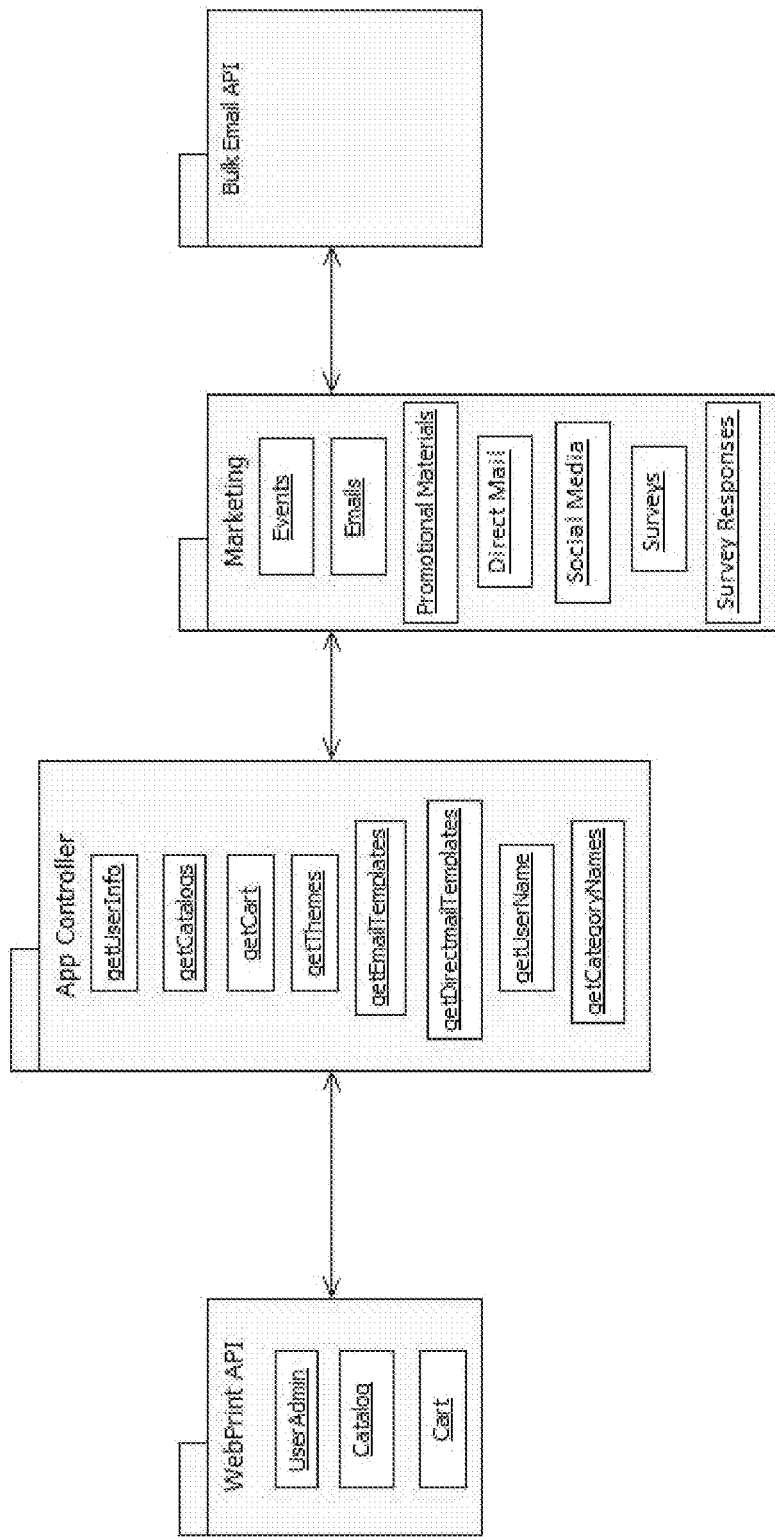 WebPrint API
UserAdmin
Catalog
Cart
App Controller
getUserInfo
getCatalogs
getCart
getThemes
getEmailTemplates
getDirectmailTemplates
getUserName
getCategoryNames
Marketing
Events
Emails
Promotional Materials
Direct Mail
Social Media
Surveys
Survey Responses
Bulk Email API